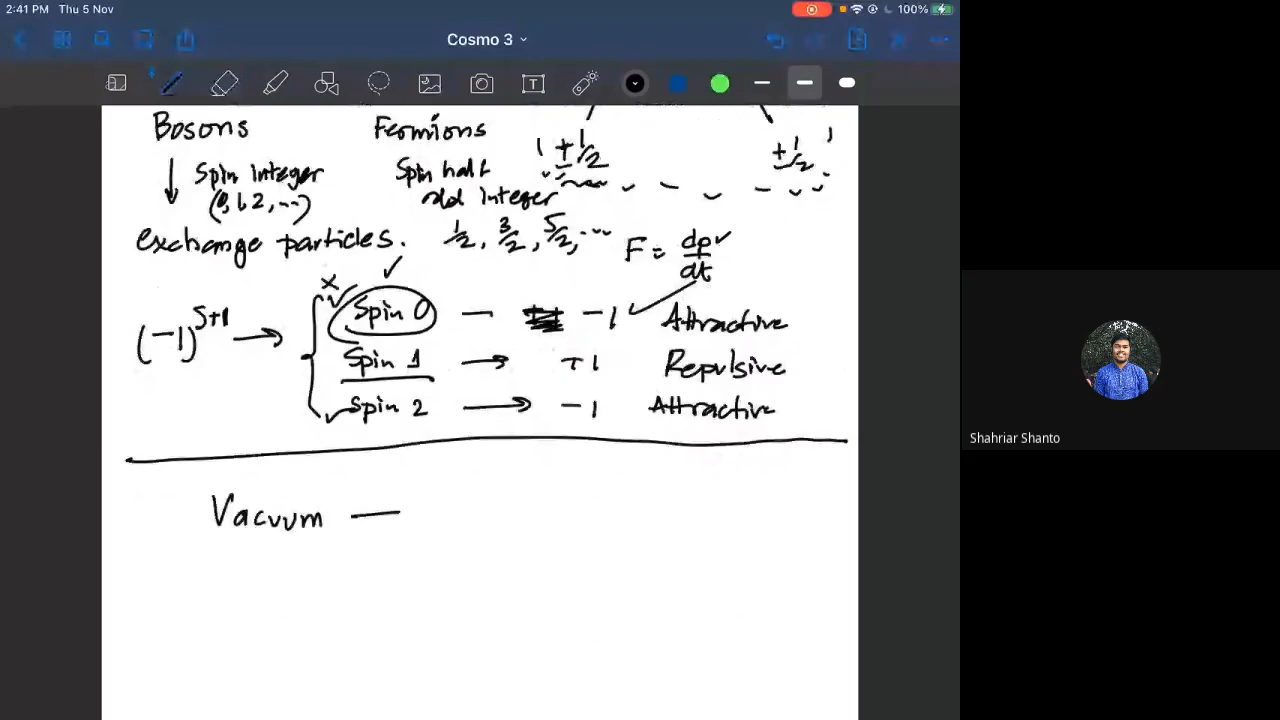 2:41 PM Thu 5 Nov
100%
Cosmo 3
T
Bosons
Fermions
1 +1/2
+1/2 1
Spin integer
(0, 1, 2, ...)
Spin half
odd integer
exchange particles.
1/2, 3/2, 5/2, ...
F = dp/dt
(-1)^S+1 → { Spin 0 — -1 Attractive
Spin 1 → +1 Repulsive
Spin 2 → -1 Attractive
Vacuum —
Shahriar Shanto